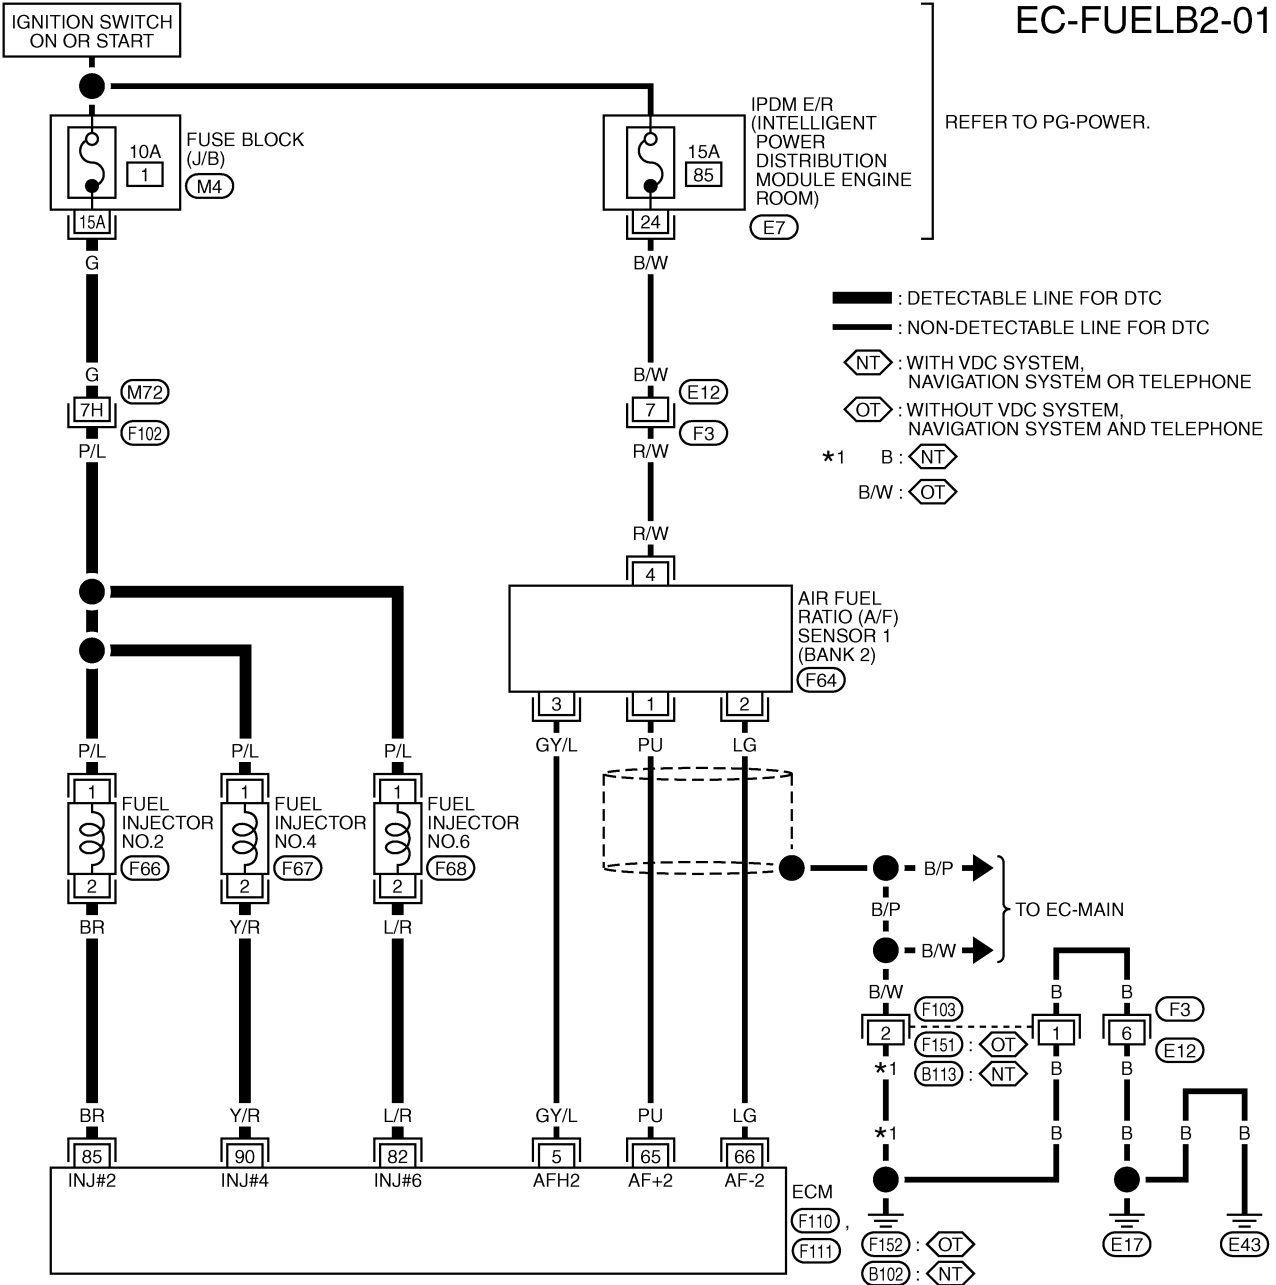 EC-FUELB2-01
IGNITION SWITCH
ON OR START
10A
1
FUSE BLOCK
(J/B)
M4
15A
15A
85
24
IPDM E/R
(INTELLIGENT
POWER
DISTRIBUTION
MODULE ENGINE
ROOM)
E7
REFER TO PG-POWER.
: DETECTABLE LINE FOR DTC
: NON-DETECTABLE LINE FOR DTC
NT : WITH VDC SYSTEM,
NAVIGATION SYSTEM OR TELEPHONE
OT : WITHOUT VDC SYSTEM,
NAVIGATION SYSTEM AND TELEPHONE
*1 B : NT
B/W : OT
G
G
M72
7H
F102
P/L
B/W
B/W
E12
7
F3
R/W
R/W
4
AIR FUEL
RATIO (A/F)
SENSOR 1
(BANK 2)
F64
3 1 2
GY/L PU LG
P/L P/L P/L
1
FUEL
INJECTOR
NO.2
F66
2
1
FUEL
INJECTOR
NO.4
F67
2
1
FUEL
INJECTOR
NO.6
F68
2
BR Y/R L/R
B/P
B/P
TO EC-MAIN
B/W
B/W
B B
F103
2
F151 : OT
B113 : NT
1
6
F3
E12
*1 B B
BR Y/R L/R GY/L PU LG
*1 B B B B
85 90 82 5 65 66
INJ#2 INJ#4 INJ#6 AFH2 AF+2 AF-2
ECM
F110 ,
F111
F152 : OT
B102 : NT
E17
E43